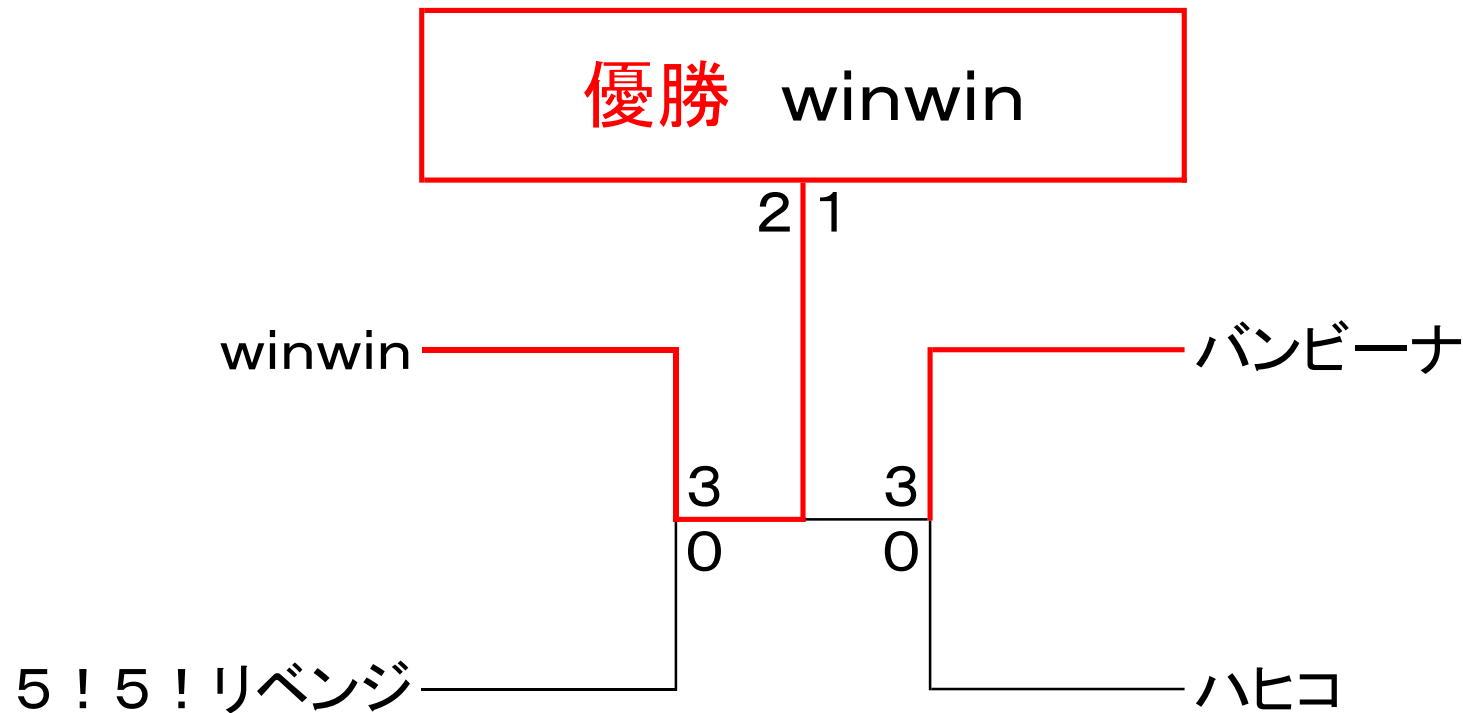 優勝　ｗｉｎｗｉｎ
２　１
ｗｉｎｗｉｎ　バンビーナ
３　３
０　０
５！５！リベンジ　ハヒコ